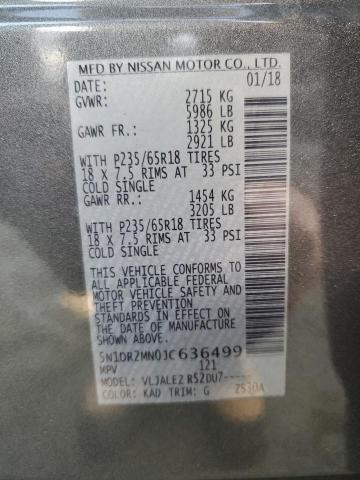 MFD BY NISSAN MOTOR CO., LTD.
DATE: 01/18
GVWR: 2715 KG
5986 LB
GAWR FR.: 1325 KG
2921 LB
WITH P235/65R18 TIRES
18 X 7.5 RIMS AT 33 PSI
COLD SINGLE
GAWR RR.: 1454 KG
3205 LB
WITH P235/65R18 TIRES
18 X 7.5 RIMS AT 33 PSI
COLD SINGLE
THIS VEHICLE CONFORMS TO
ALL APPLICABLE FEDERAL
MOTOR VEHICLE SAFETY AND
THEFT PREVENTION
STANDARDS IN EFFECT ON
THE DATE OF MANUFACTURE
SHOWN ABOVE.
5N1DR2MN0JC636499
MPV 121
MODEL: VLJALEZ R52DU7-----
COLOR: KAD TRIM: G Z530A